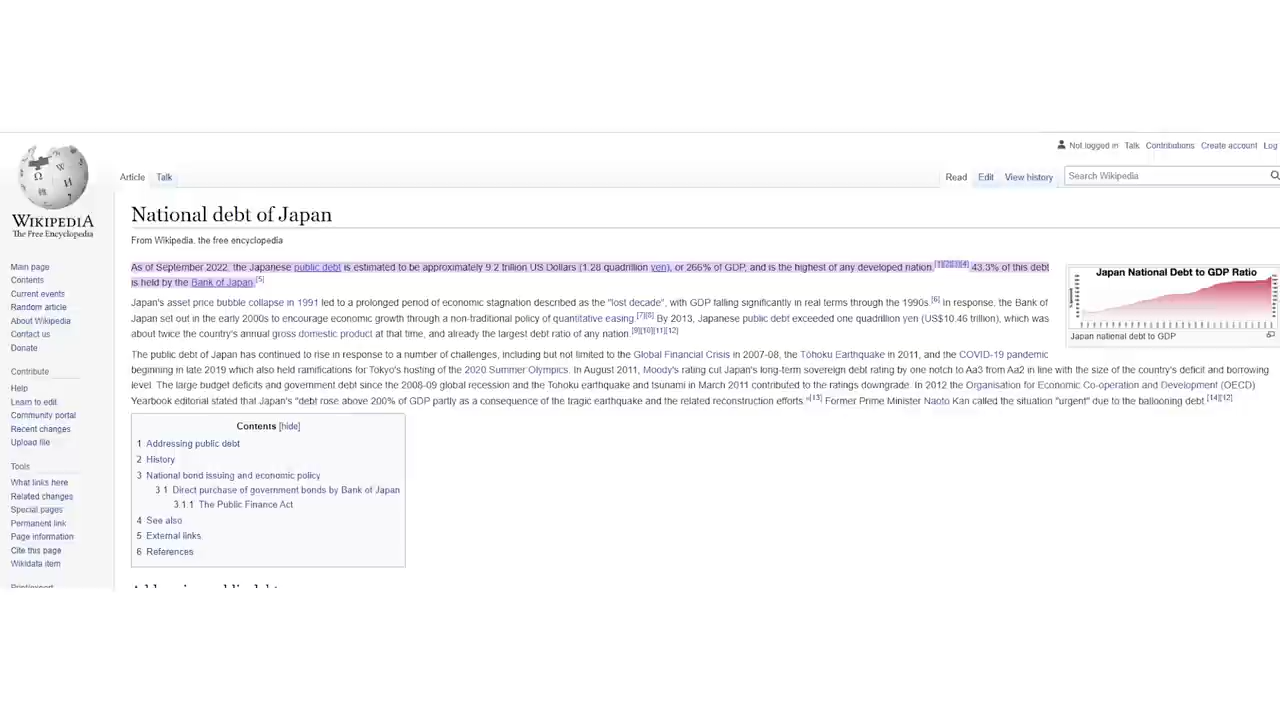 Not logged in Talk Contributions Create account Log
Article Talk
Read Edit View history Search Wikipedia
WIKIPEDIA
The Free Encyclopedia
National debt of Japan
From Wikipedia, the free encyclopedia
Main page
Contents
Current events
Random article
About Wikipedia
Contact us
Donate
Contribute
Help
Learn to edit
Community portal
Recent changes
Upload file
Tools
What links here
Related changes
Special pages
Permanent link
Page information
Cite this page
Wikidata item
As of September 2022, the Japanese public debt is estimated to be approximately 9.2 trillion US Dollars (1.28 quadrillion yen), or 266% of GDP, and is the highest of any developed nation.[1][2][3][4] 43.3% of this debt
is held by the Bank of Japan.[5]
Japan's asset price bubble collapse in 1991 led to a prolonged period of economic stagnation described as the "lost decade", with GDP falling significantly in real terms through the 1990s.[6] In response, the Bank of
Japan set out in the early 2000s to encourage economic growth through a non-traditional policy of quantitative easing.[7][8] By 2013, Japanese public debt exceeded one quadrillion yen (US$10.46 trillion), which was
about twice the country's annual gross domestic product at that time, and already the largest debt ratio of any nation.[9][10][11][12]
Japan National Debt to GDP Ratio
Japan national debt to GDP
The public debt of Japan has continued to rise in response to a number of challenges, including but not limited to the Global Financial Crisis in 2007-08, the Tōhoku Earthquake in 2011, and the COVID-19 pandemic
beginning in late 2019 which also held ramifications for Tokyo's hosting of the 2020 Summer Olympics. In August 2011, Moody's rating cut Japan's long-term sovereign debt rating by one notch to Aa3 from Aa2 in line with the size of the country's deficit and borrowing
level. The large budget deficits and government debt since the 2008-09 global recession and the Tohoku earthquake and tsunami in March 2011 contributed to the ratings downgrade. In 2012 the Organisation for Economic Co-operation and Development (OECD)
Yearbook editorial stated that Japan's "debt rose above 200% of GDP partly as a consequence of the tragic earthquake and the related reconstruction efforts."[13] Former Prime Minister Naoto Kan called the situation "urgent" due to the ballooning debt.[14][12]
Contents [hide]
1 Addressing public debt
2 History
3 National bond issuing and economic policy
3.1 Direct purchase of government bonds by Bank of Japan
3.1.1 The Public Finance Act
4 See also
5 External links
6 References